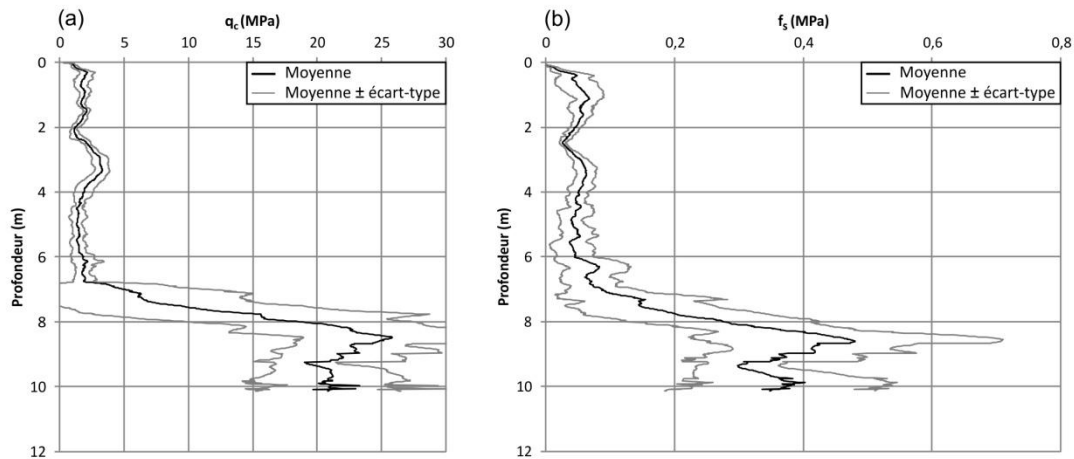 (a)
q_c (MPa)
0 5 10 15 20 25 30
0
2
4
6
8
10
12
Profondeur (m)
Moyenne
Moyenne ± écart-type
(b)
f_s (MPa)
0 0,2 0,4 0,6 0,8
0
2
4
6
8
10
12
Profondeur (m)
Moyenne
Moyenne ± écart-type